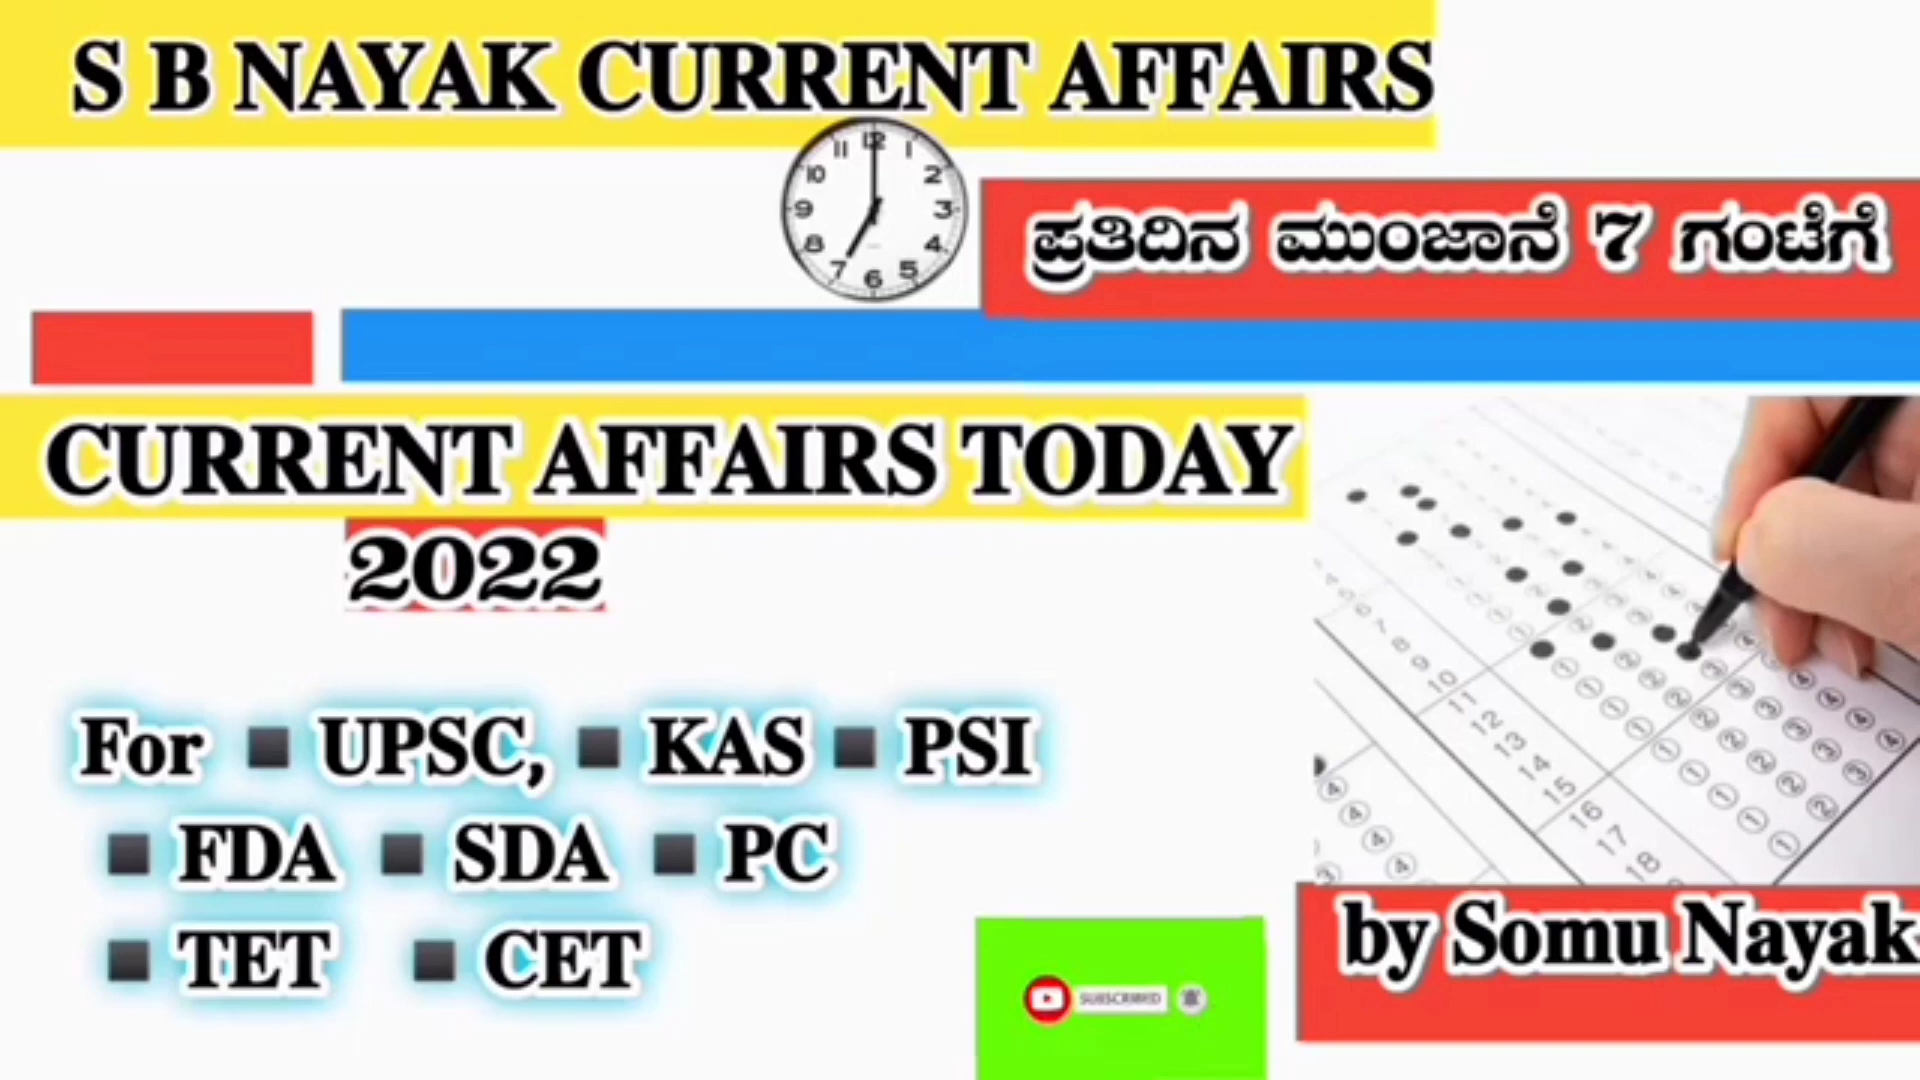 S B NAYAK CURRENT AFFAIRS
ಪ್ರತಿದಿನ ಮುಂಜಾನೆ 7 ಗಂಟೆಗೆ
CURRENT AFFAIRS TODAY
2022
For ▪ UPSC, ▪ KAS ▪ PSI
▪ FDA ▪ SDA ▪ PC
▪ TET ▪ CET
SUBSCRIBED
by Somu Nayak